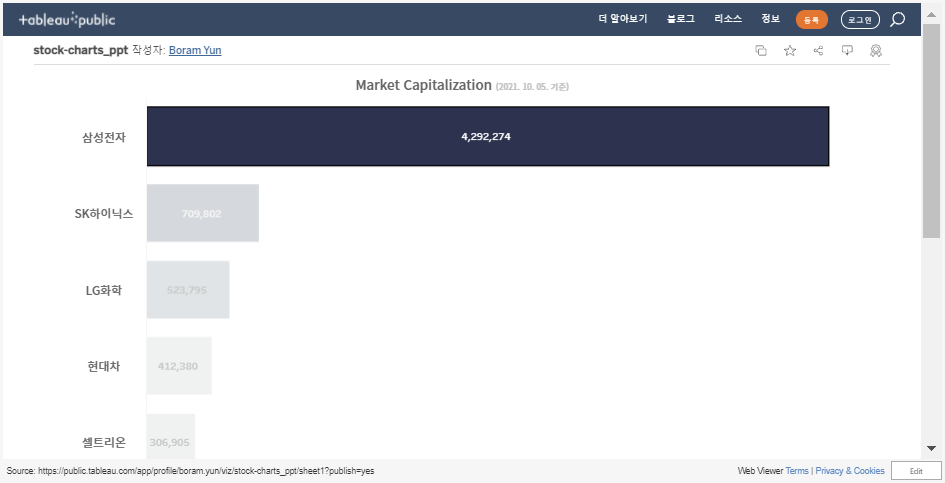 +ableau public 더 알아보기 블로그 리소스 정보 등록 로그인
stock-charts_ppt 작성자: Boram Yun
Market Capitalization (2021. 10. 05. 기준)
삼성전자 4,292,274
SK하이닉스 709,802
LG화학 523,795
현대차 412,380
셀트리온 306,905
Source: https://public.tableau.com/app/profile/boram.yun/viz/stock-charts_ppt/sheet1?publish=yes Web Viewer Terms | Privacy & Cookies Edit